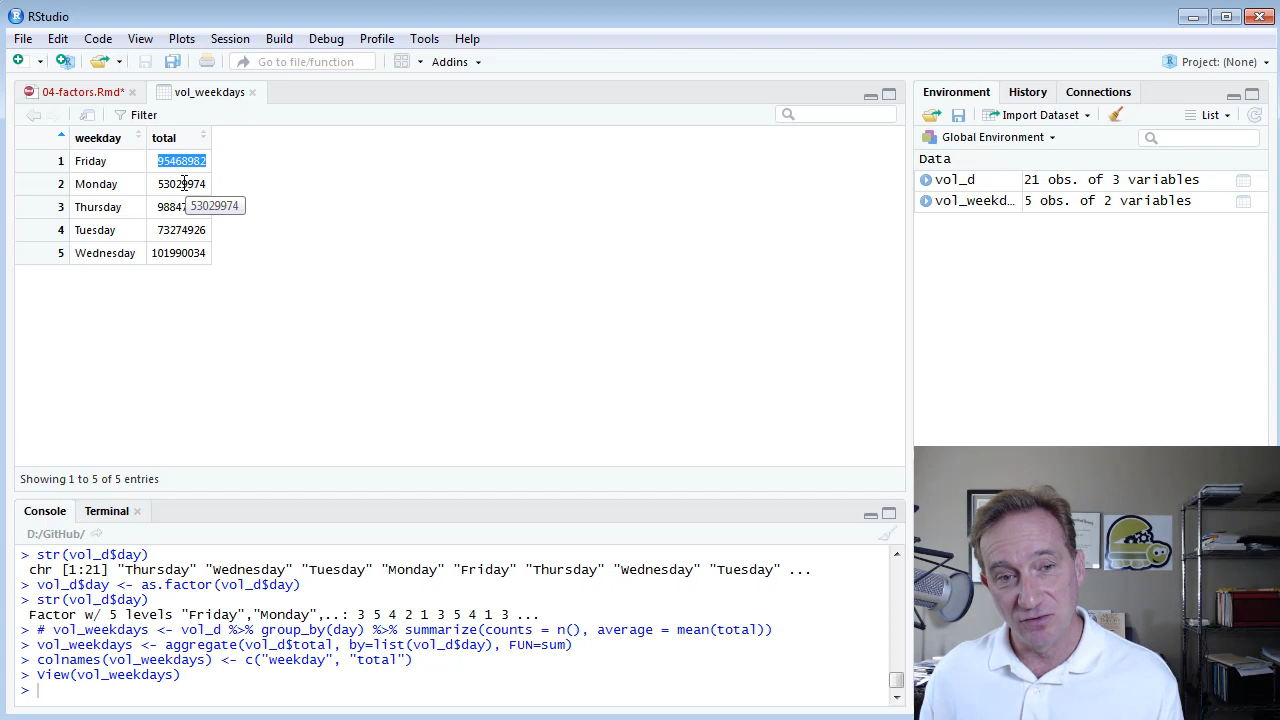 RStudio
File Edit Code View Plots Session Build Debug Profile Tools Help
Go to file/function Addins Project: (None)
04-factors.Rmd* vol_weekdays
Filter
weekday total
1 Friday 95468982
2 Monday 53029974
3 Thursday
53029974
4 Tuesday 73274926
5 Wednesday 101990034
Showing 1 to 5 of 5 entries
Environment History Connections
Import Dataset List
Global Environment
Data
vol_d 21 obs. of 3 variables
vol_weekd… 5 obs. of 2 variables
Console Terminal
D:/GitHub/
> str(vol_d$day)
chr [1:21] "Thursday" "Wednesday" "Tuesday" "Monday" "Friday" "Thursday" "Wednesday" "Tuesday" ...
> vol_d$day <- as.factor(vol_d$day)
> str(vol_d$day)
Factor w/ 5 levels "Friday","Monday",..: 3 5 4 2 1 3 5 4 1 3 ...
> # vol_weekdays <- vol_d %>% group_by(day) %>% summarize(counts = n(), average = mean(total))
> vol_weekdays <- aggregate(vol_d$total, by=list(vol_d$day), FUN=sum)
> colnames(vol_weekdays) <- c("weekday", "total")
> View(vol_weekdays)
>